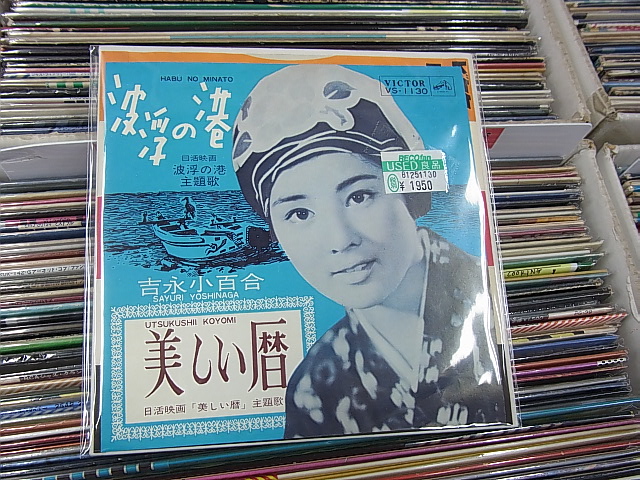 HABU NO MINATO
波浮の港
VICTOR
VS-1130
日活映画
波浮の港
主題歌
RECOfan
USED 良品
81251130
¥ 1950
吉永小百合
SAYURI YOSHINAGA
UTSUKUSHII KOYOMI
美しい暦
日活映画「美しい暦」主題歌